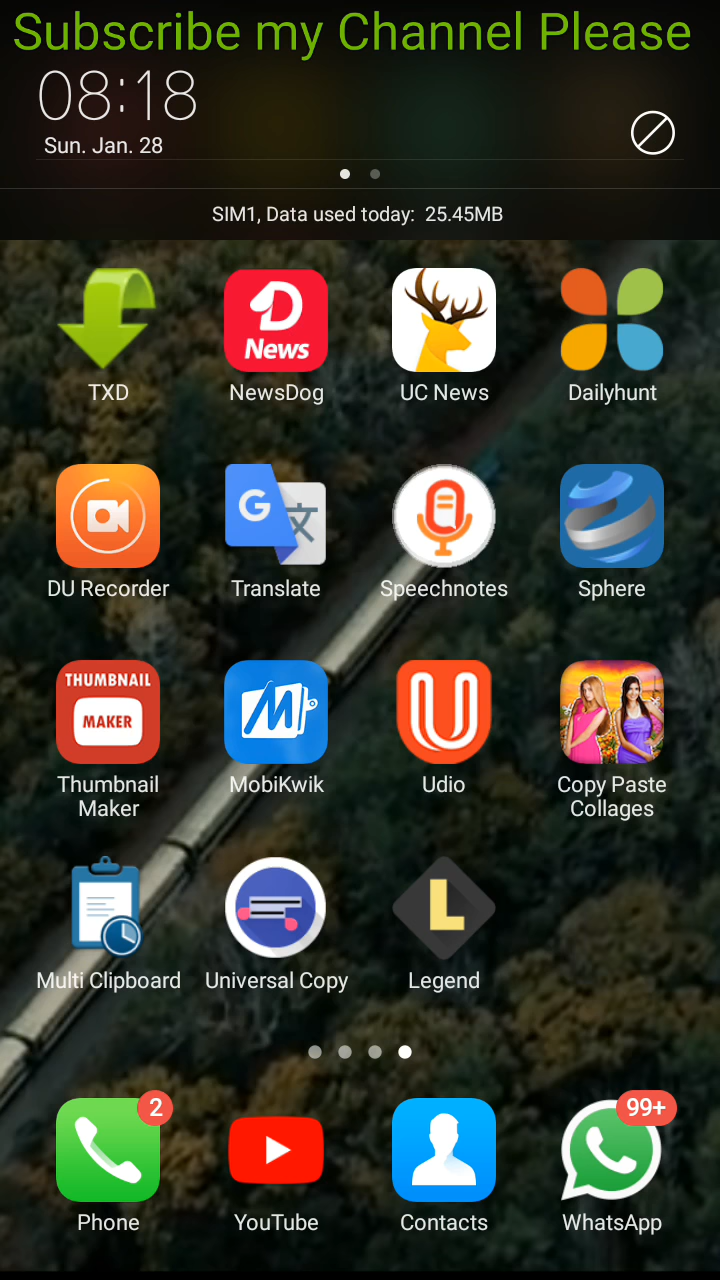 Subscribe my Channel Please
08:18
Sun. Jan. 28
SIM1, Data used today:  25.45MB
News
TXD
NewsDog
UC News
Dailyhunt
G 文
DU Recorder
Translate
Speechnotes
Sphere
THUMBNAIL
MAKER
M
U
Thumbnail
Maker
MobiKwik
Udio
Copy Paste
Collages
L
Multi Clipboard
Universal Copy
Legend
2
99+
Phone
YouTube
Contacts
WhatsApp